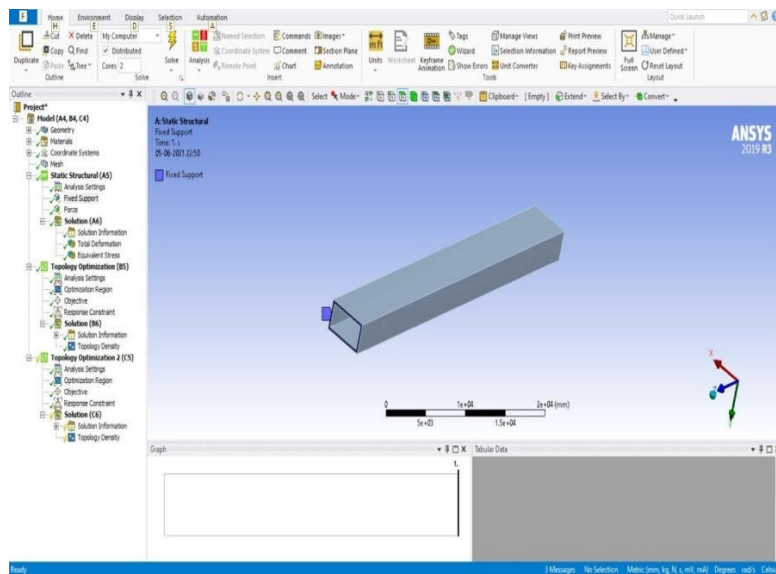 F Home Environment Display Selection Automation Quick Launch
H E D S A
Duplicate Cut X Delete My Computer Solve Analysis Named Selection Commands Images* Units Worksheet Keyframe Animation Tags Manage Views Print Preview Full Screen Manage*
Copy Q Find Distributed Coordinate System Comment Section Plane Wizard Selection Information Report Preview User Defined*
Paste Tree* Cores 2 Remote Point Chart Annotation Show Errors Unit Converter Key Assignments Reset Layout
Outline Solve Insert Tools Layout
Outline
Select Mode* Clipboard* [Empty] Extend* Select By* Convert*
Project*
Model (A4, B4, C4)
Geometry
Materials
Coordinate Systems
Mesh
Static Structural (A5)
Analysis Settings
Fixed Support
Force
Solution (A6)
Solution Information
Total Deformation
Equivalent Stress
Topology Optimization (B5)
Analysis Settings
Optimization Region
Objective
Response Constraint
Solution (B6)
Solution Information
Topology Density
Topology Optimization 2 (C5)
Analysis Settings
Optimization Region
Objective
Response Constraint
Solution (C6)
Solution Information
Topology Density
A: Static Structural
Fixed Support
Time: 1. s
05-06-2021 22:50
Fixed Support
ANSYS
2019 R3
X
0 1e+04 2e+04 (mm)
5e+03 1.5e+04
Graph
1.
Tabular Data
Ready 3 Messages No Selection Metric (mm, kg, N, s, mV, mA) Degrees rad/s Celsi